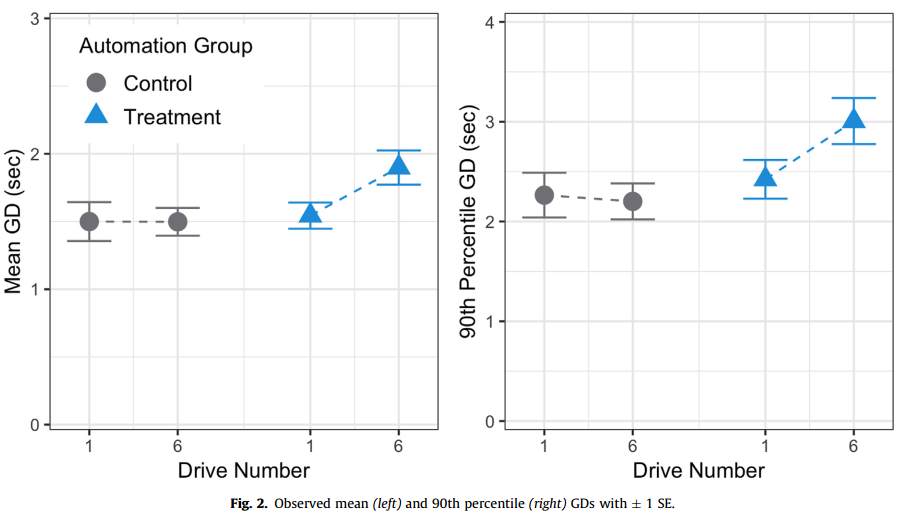 3
2
1
0
Mean GD (sec)
Automation Group
Control
Treatment
1 6 1 6
Drive Number
4
3
2
1
0
90th Percentile GD (sec)
1 6 1 6
Drive Number
Fig. 2. Observed mean (left) and 90th percentile (right) GDs with ± 1 SE.